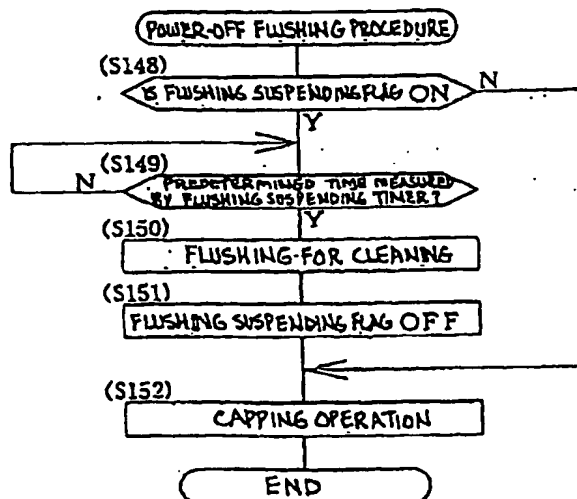 POWER-OFF FLUSHING PROCEDURE
(S148)
IS FLUSHING SUSPENDING FLAG ON
N
Y
(S149)
PREDETERMINED TIME MEASURED
BY FLUSHING SUSPENDING TIMER?
N
Y
(S150)
FLUSHING-FOR CLEANING
(S151)
FLUSHING SUSPENDING FLAG OFF
(S152)
CAPPING OPERATION
END